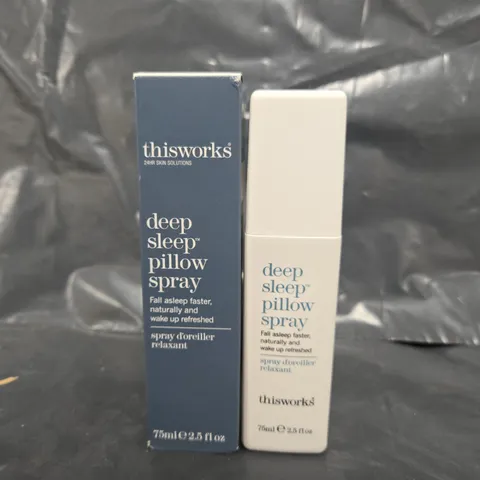 thisworks®
24HR SKIN SOLUTIONS
deep
sleep™
pillow
spray
Fall asleep faster,
naturally and
wake up refreshed
spray d'oreiller
relaxant
75ml ℮ 2.5 fl oz
deep
sleep™
pillow
spray
Fall asleep faster,
naturally and
wake up refreshed
spray d'oreiller
relaxant
thisworks®
75ml ℮ 2.5 fl oz